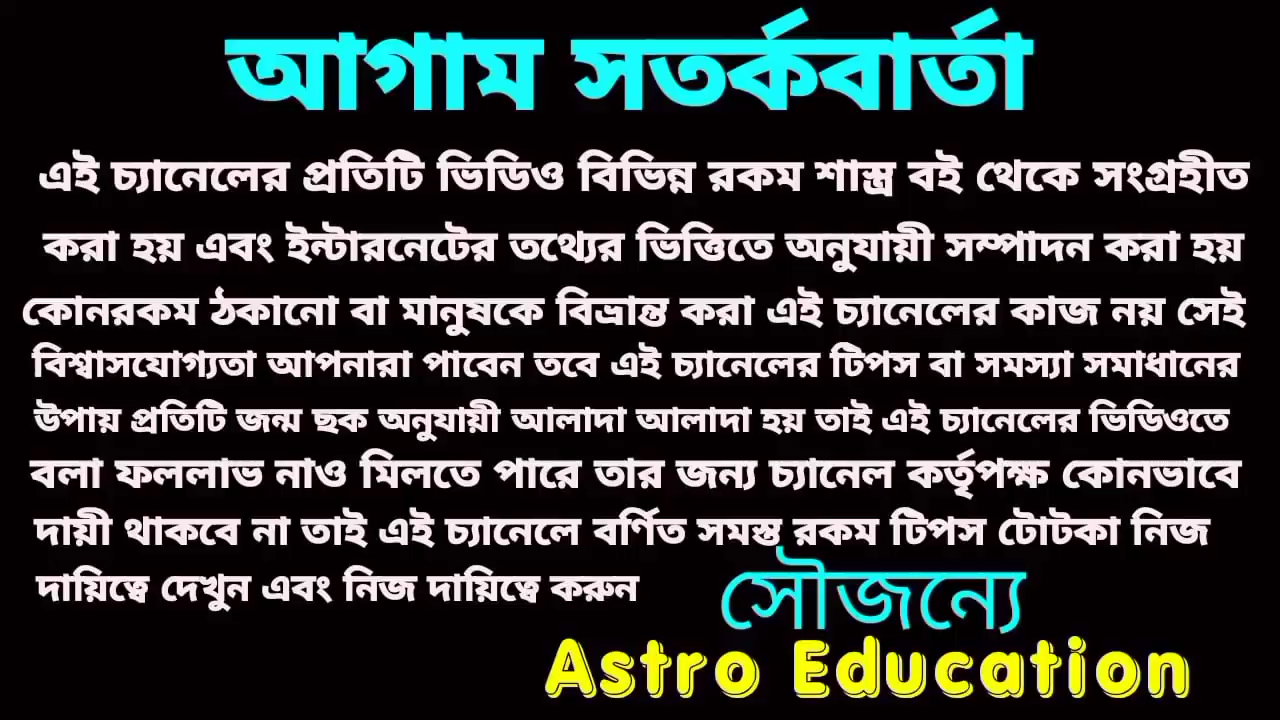 আগাম সতর্কবার্তা
এই চ্যানেলের প্রতিটি ভিডিও বিভিন্ন রকম শাস্ত্র বই থেকে সংগ্রহীত
করা হয় এবং ইন্টারনেটের তথ্যের ভিত্তিতে অনুযায়ী সম্পাদন করা হয়
কোনরকম ঠকানো বা মানুষকে বিভ্রান্ত করা এই চ্যানেলের কাজ নয় সেই
বিশ্বাসযোগ্যতা আপনারা পাবেন তবে এই চ্যানেলের টিপস বা সমস্যা সমাধানের
উপায় প্রতিটি জন্ম ছক অনুযায়ী আলাদা আলাদা হয় তাই এই চ্যানেলের ভিডিওতে
বলা ফললাভ নাও মিলতে পারে তার জন্য চ্যানেল কর্তৃপক্ষ কোনভাবে
দায়ী থাকবে না তাই এই চ্যানেলে বর্ণিত সমস্ত রকম টিপস টোটকা নিজ
দায়িত্বে দেখুন এবং নিজ দায়িত্বে করুন
সৌজন্যে
Astro Education